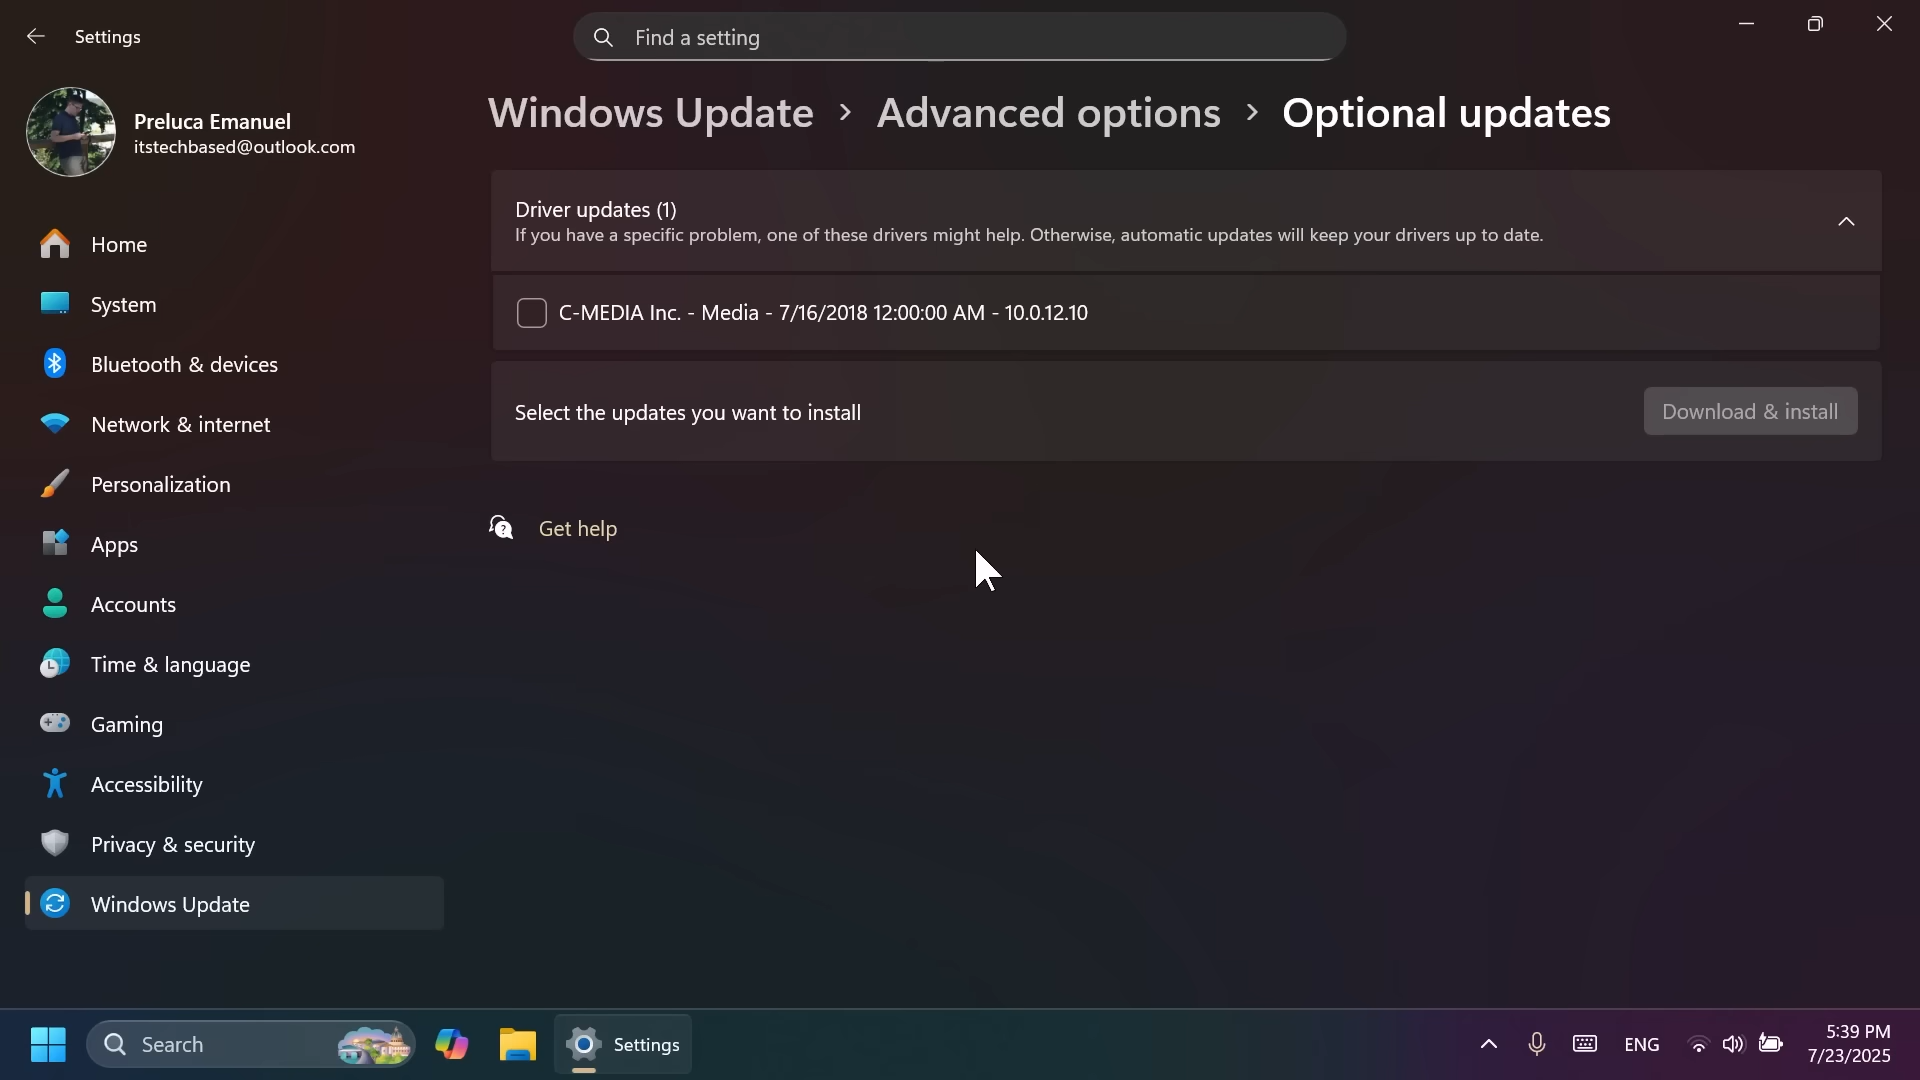 Settings
Find a setting
Preluca Emanuel
itstechbased@outlook.com
Home
System
Bluetooth & devices
Network & internet
Personalization
Apps
Accounts
Time & language
Gaming
Accessibility
Privacy & security
Windows Update
Windows Update > Advanced options > Optional updates
Driver updates (1)
If you have a specific problem, one of these drivers might help. Otherwise, automatic updates will keep your drivers up to date.
C-MEDIA Inc. - Media - 7/16/2018 12:00:00 AM - 10.0.12.10
Select the updates you want to install
Download & install
Get help
Search
Settings
ENG
5:39 PM
7/23/2025